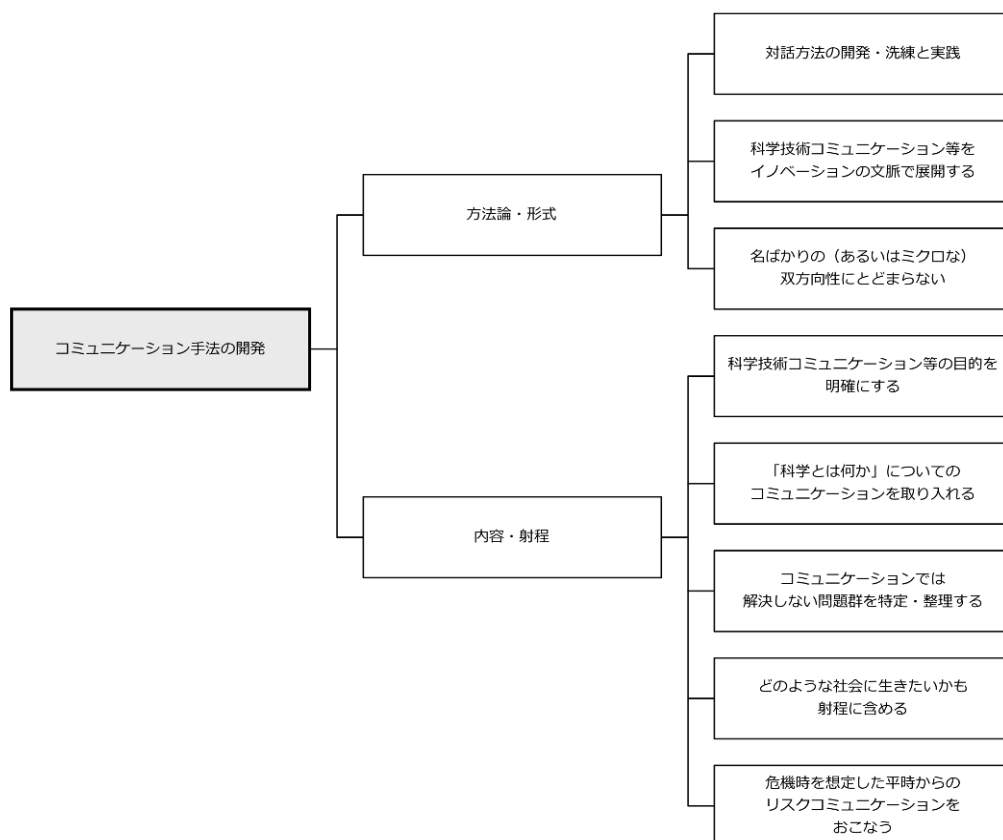 コミュニケーション手法の開発
方法論・形式
対話方法の開発・洗練と実践
科学技術コミュニケーション等を
イノベーションの文脈で展開する
名ばかりの（あるいはミクロな）
双方向性にとどまらない
内容・射程
科学技術コミュニケーション等の目的を
明確にする
「科学とは何か」についての
コミュニケーションを取り入れる
コミュニケーションでは
解決しない問題群を特定・整理する
どのような社会に生きたいかも
射程に含める
危機時を想定した平時からの
リスクコミュニケーションを
おこなう